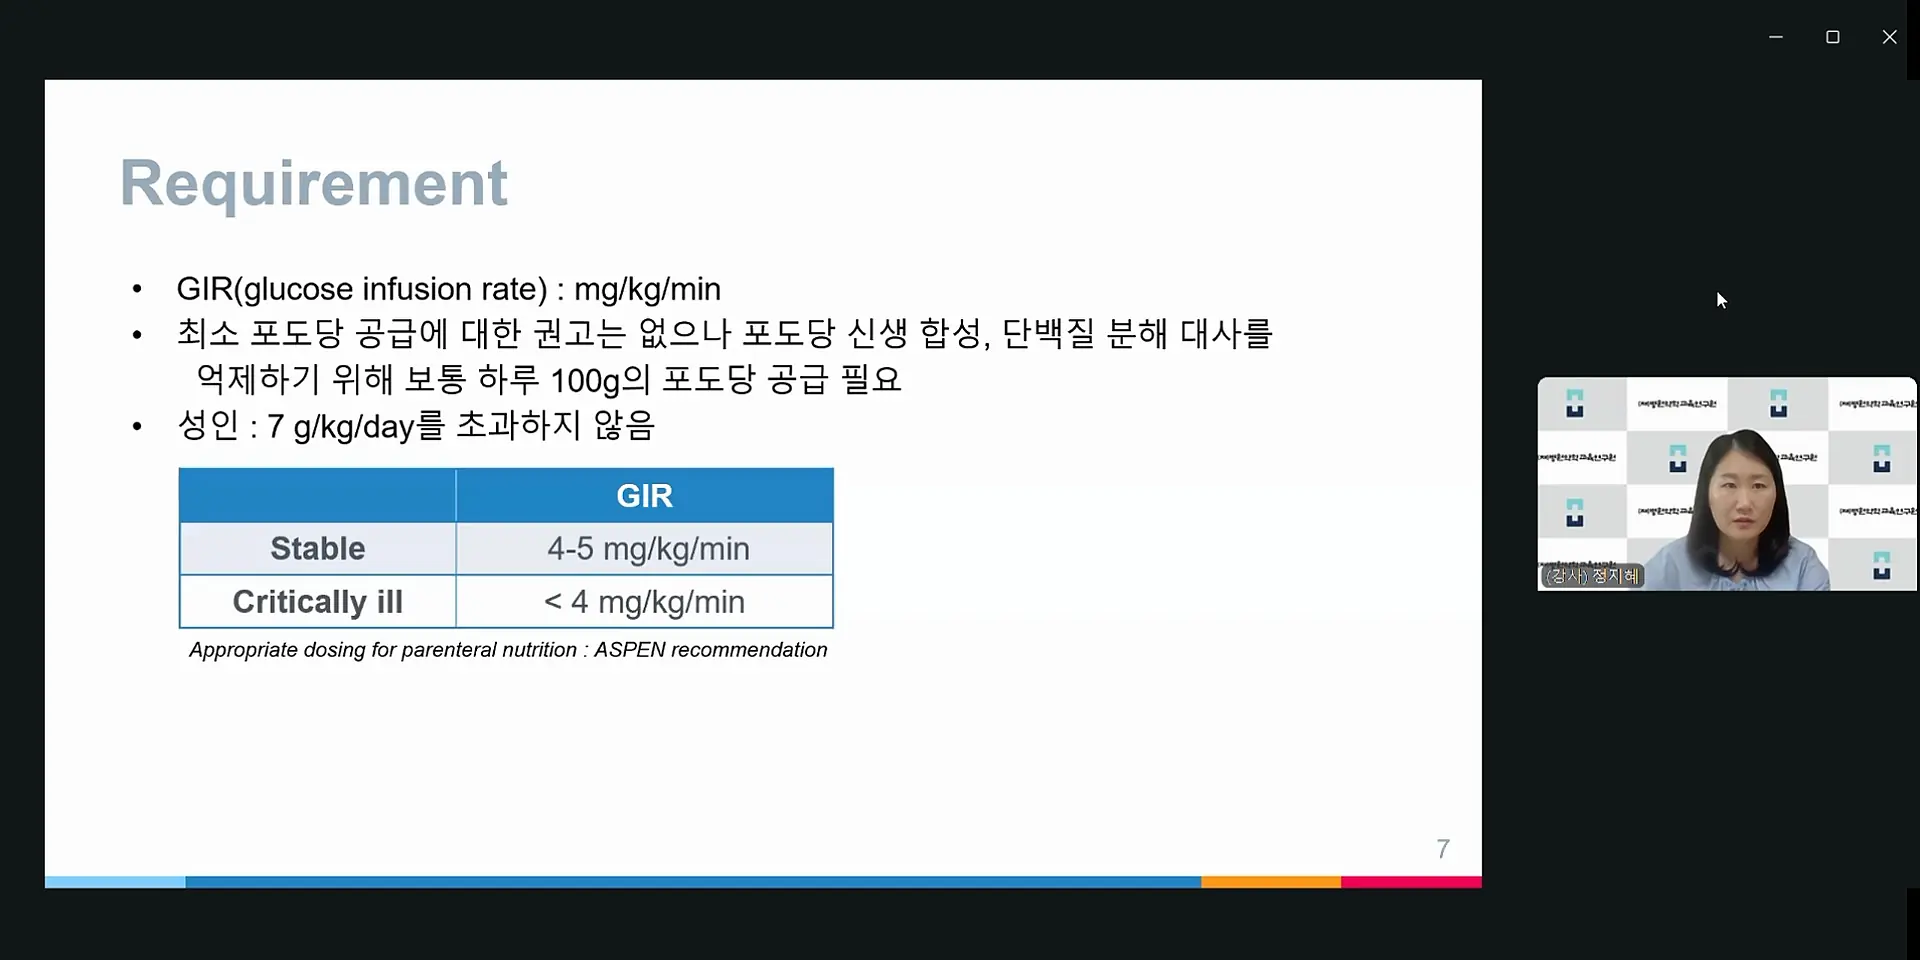 Requirement
• GIR(glucose infusion rate) : mg/kg/min
• 최소 포도당 공급에 대한 권고는 없으나 포도당 신생 합성, 단백질 분해 대사를
억제하기 위해 보통 하루 100g의 포도당 공급 필요
• 성인 : 7 g/kg/day를 초과하지 않음
GIR
Stable 4-5 mg/kg/min
Critically ill < 4 mg/kg/min
Appropriate dosing for parenteral nutrition : ASPEN recommendation
7
(강사) 정지혜